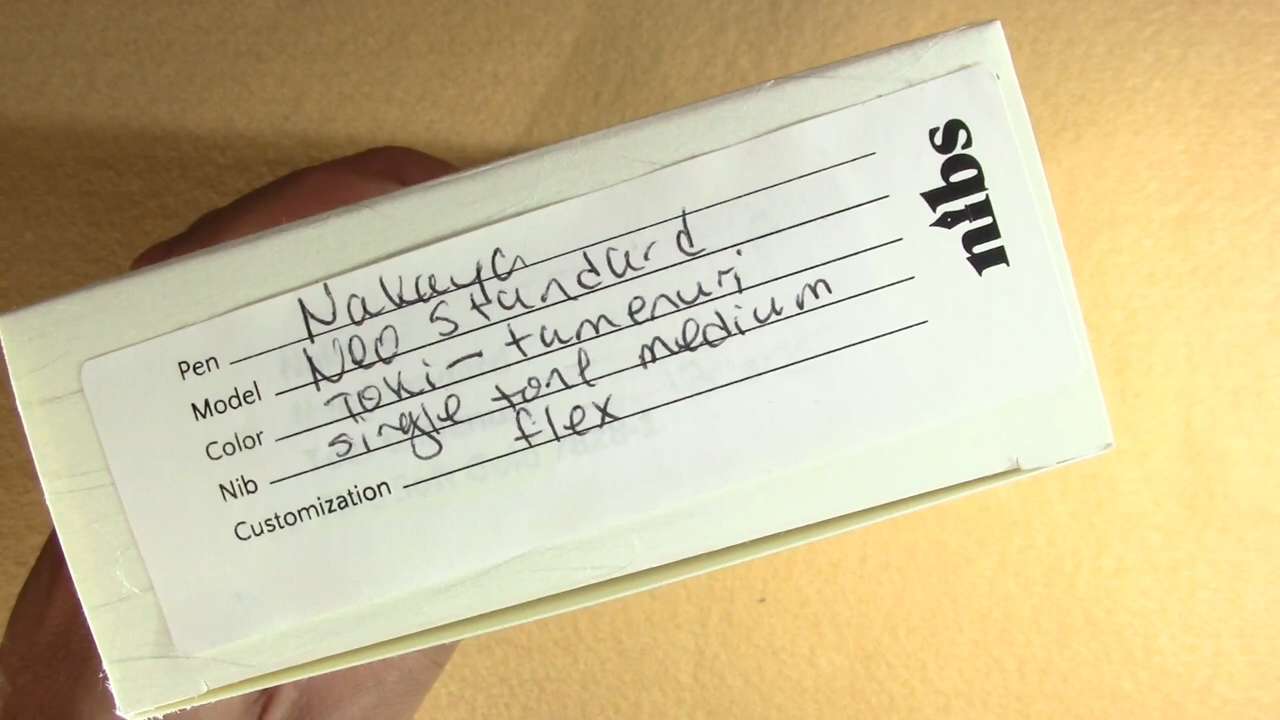 Pen Nakaya
Model Neo Standard
Color Toki-tamenuri
Nib single tone medium
Customization flex
nibs